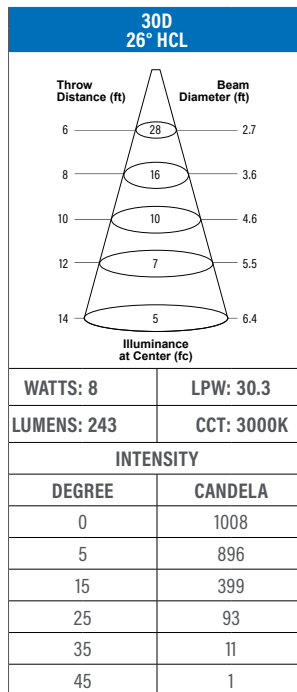 30D
26° HCL
Throw Beam
Distance (ft) Diameter (ft)
6 28 2.7
8 16 3.6
10 10 4.6
12 7 5.5
14 5 6.4
Illuminance
at Center (fc)
WATTS: 8 LPW: 30.3
LUMENS: 243 CCT: 3000K
INTENSITY
DEGREE CANDELA
0 1008
5 896
15 399
25 93
35 11
45 1